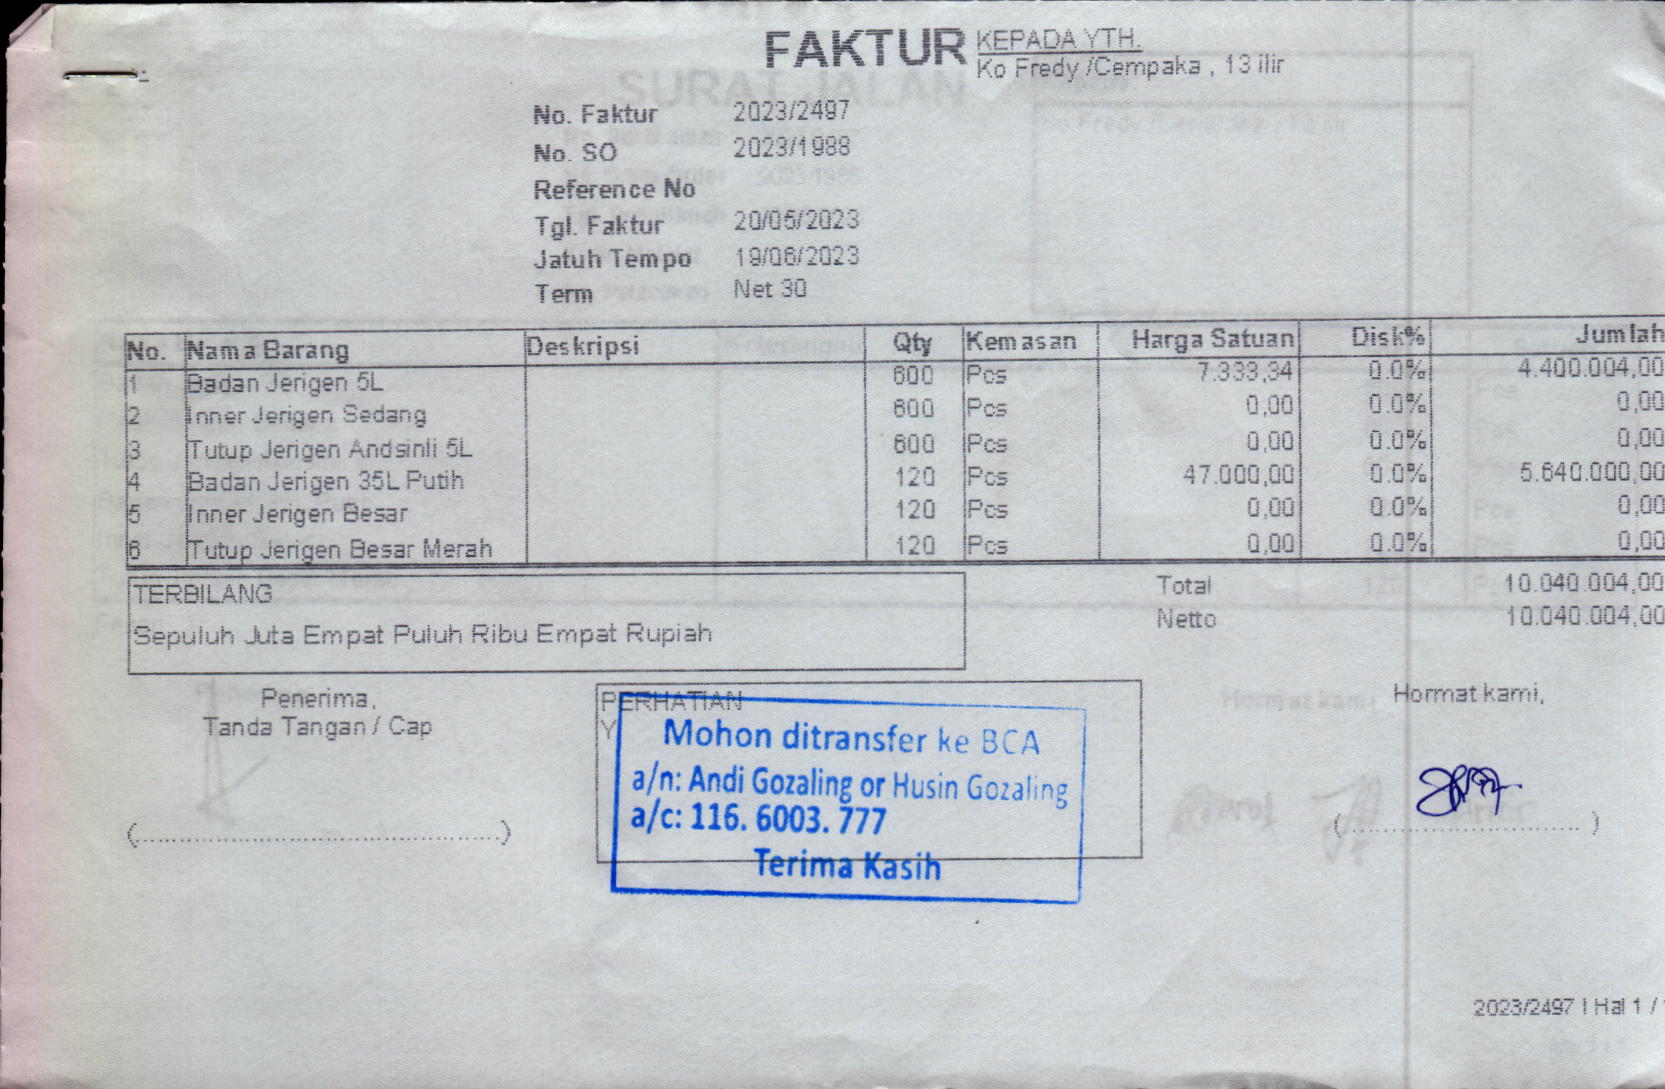 FAKTUR
KEPADA YTH.
Ko Fredy /Cempaka , 13 ilir
No. Faktur 2023/2497
No. SO 2023/1988
Reference No
Tgl. Faktur 20/05/2023
Jatuh Tempo 19/06/2023
Term Net 30
No. Nama Barang Deskripsi Qty Kemasan Harga Satuan Disk% Jumlah
1 Badan Jerigen 5L 600 Pcs 7.333,34 0.0% 4.400.004,00
2 Inner Jerigen Sedang 600 Pcs 0,00 0.0% 0,00
3 Tutup Jerigen Andsinli 5L 600 Pcs 0,00 0.0% 0,00
4 Badan Jerigen 35L Putih 120 Pcs 47.000,00 0.0% 5.640.000,00
5 Inner Jerigen Besar 120 Pcs 0,00 0.0% 0,00
6 Tutup Jerigen Besar Merah 120 Pcs 0,00 0.0% 0,00
TERBILANG
Sepuluh Juta Empat Puluh Ribu Empat Rupiah
Total 10.040.004,00
Netto 10.040.004,00
Penerima,
Tanda Tangan / Cap
PERHATIAN
Mohon ditransfer ke BCA
a/n: Andi Gozaling or Husin Gozaling
a/c: 116. 6003. 777
Terima Kasih
Hormat kami,
2023/2497 | Hal 1 /